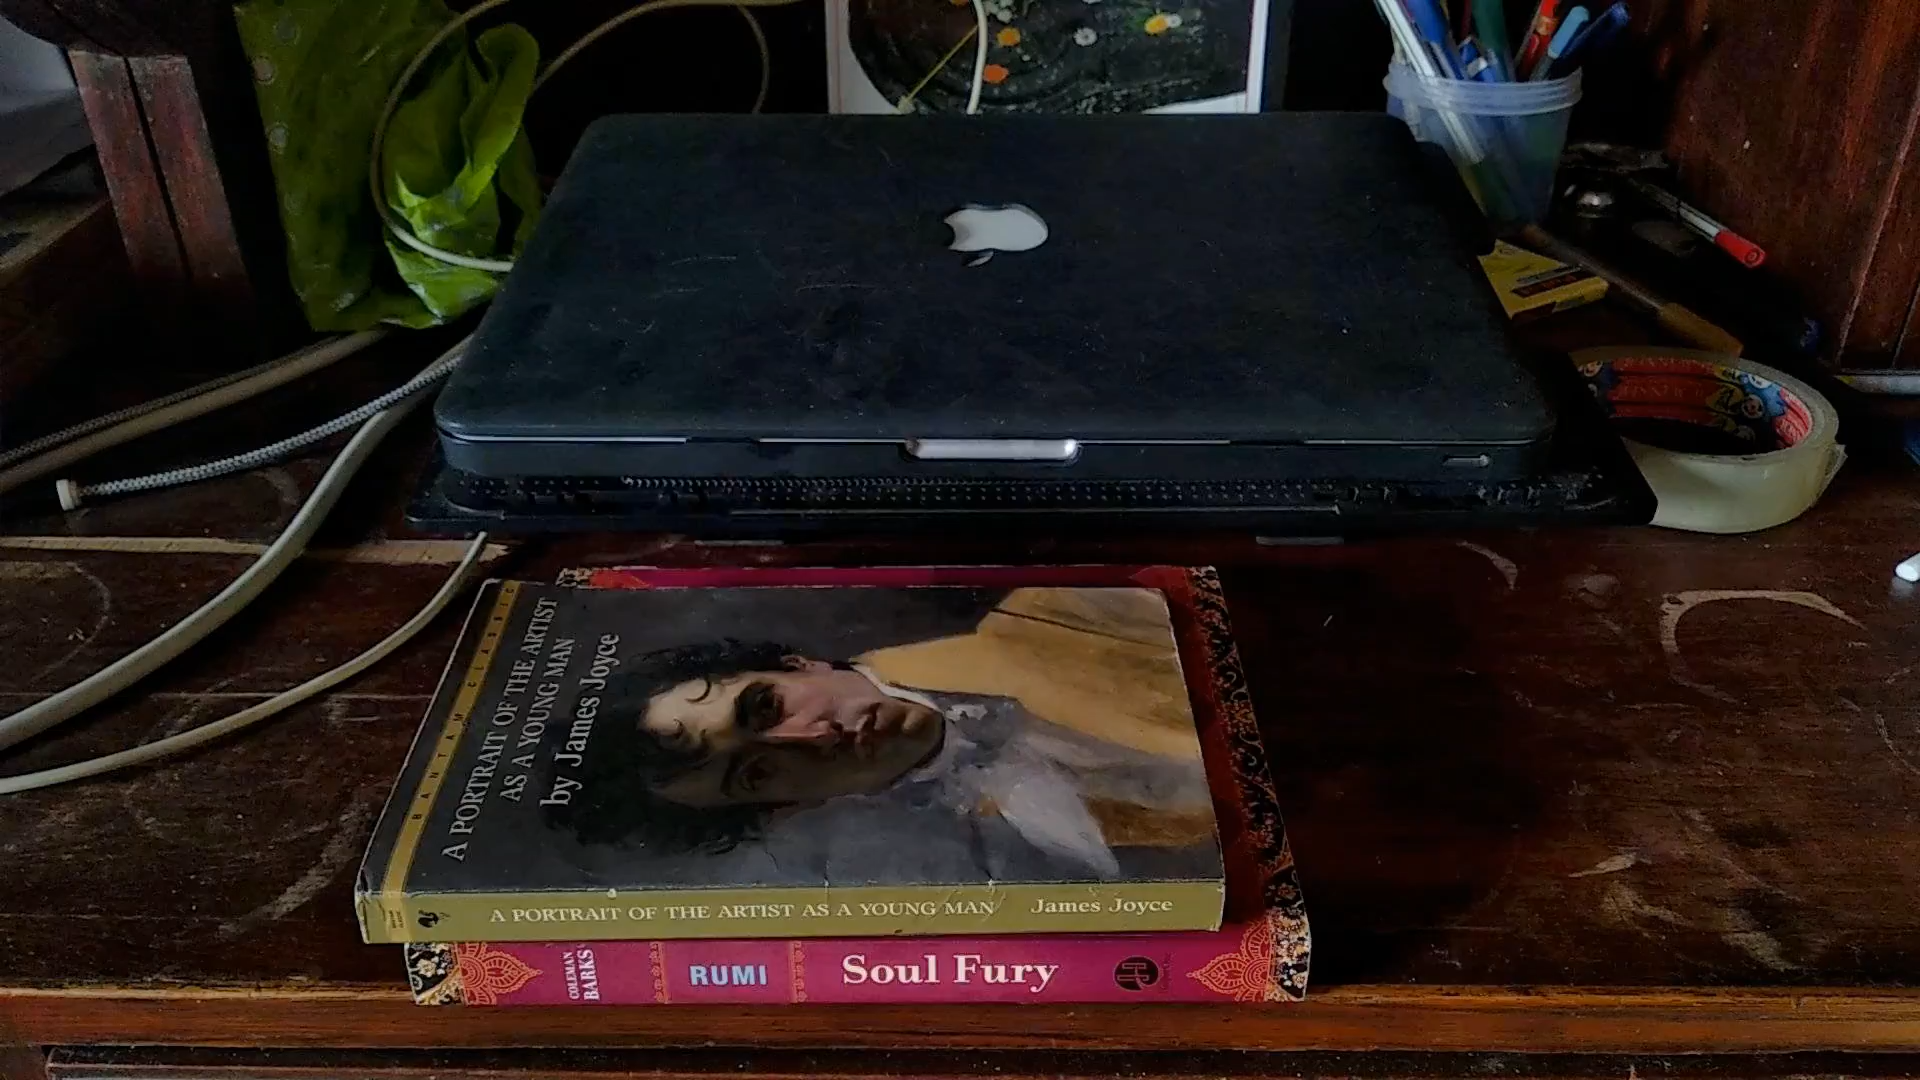 BANTAM CLASSIC
A PORTRAIT OF THE ARTIST
AS A YOUNG MAN
by James Joyce
A PORTRAIT OF THE ARTIST AS A YOUNG MAN James Joyce
COLEMAN
BARKS
RUMI
Soul Fury